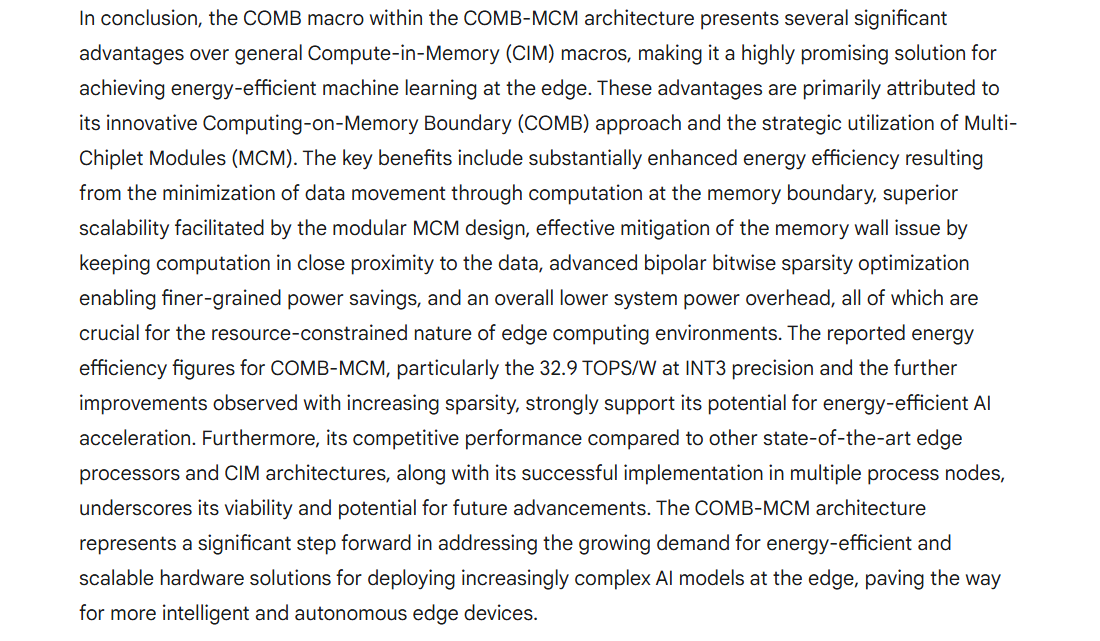 In conclusion, the COMB macro within the COMB-MCM architecture presents several significant
advantages over general Compute-in-Memory (CIM) macros, making it a highly promising solution for
achieving energy-efficient machine learning at the edge. These advantages are primarily attributed to
its innovative Computing-on-Memory Boundary (COMB) approach and the strategic utilization of Multi-
Chiplet Modules (MCM). The key benefits include substantially enhanced energy efficiency resulting
from the minimization of data movement through computation at the memory boundary, superior
scalability facilitated by the modular MCM design, effective mitigation of the memory wall issue by
keeping computation in close proximity to the data, advanced bipolar bitwise sparsity optimization
enabling finer-grained power savings, and an overall lower system power overhead, all of which are
crucial for the resource-constrained nature of edge computing environments. The reported energy
efficiency figures for COMB-MCM, particularly the 32.9 TOPS/W at INT3 precision and the further
improvements observed with increasing sparsity, strongly support its potential for energy-efficient AI
acceleration. Furthermore, its competitive performance compared to other state-of-the-art edge
processors and CIM architectures, along with its successful implementation in multiple process nodes,
underscores its viability and potential for future advancements. The COMB-MCM architecture
represents a significant step forward in addressing the growing demand for energy-efficient and
scalable hardware solutions for deploying increasingly complex AI models at the edge, paving the way
for more intelligent and autonomous edge devices.